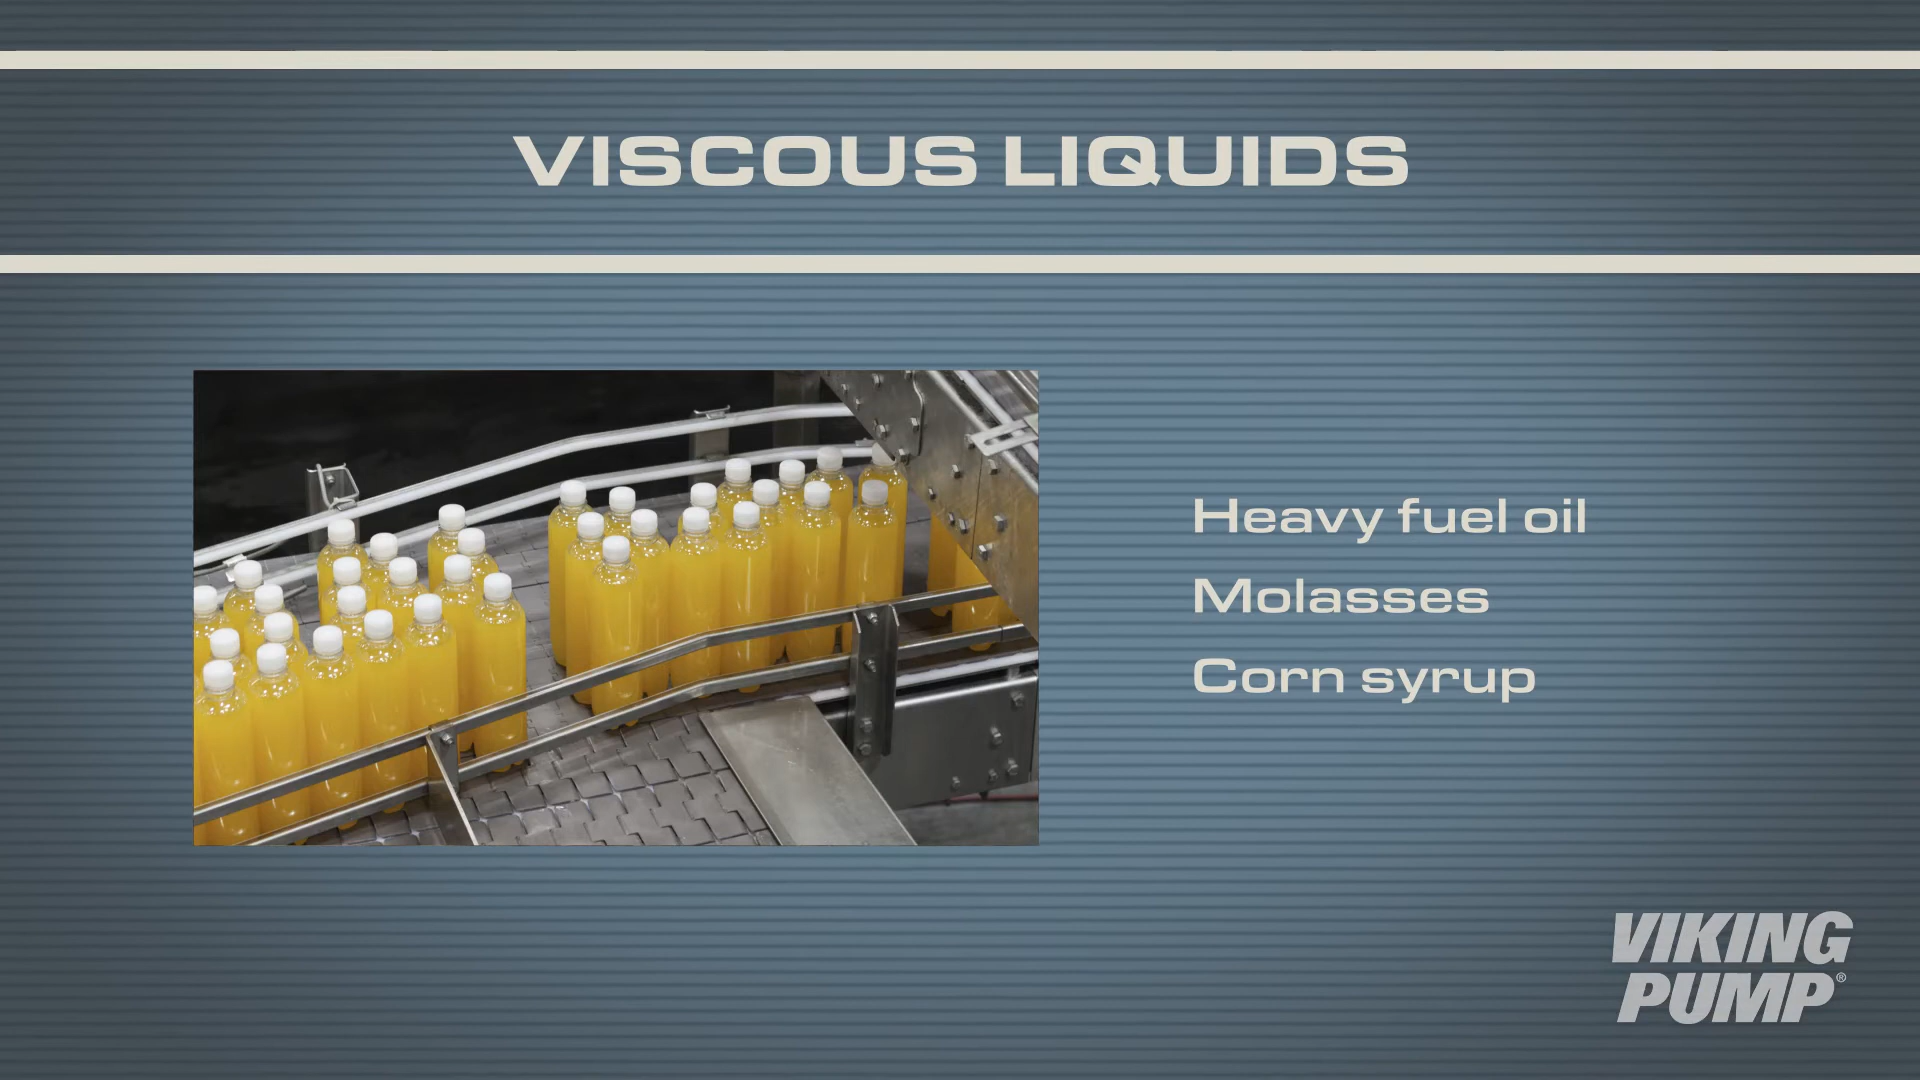 VISCOUS LIQUIDS
Heavy fuel oil
Molasses
Corn syrup
VIKING
PUMP®